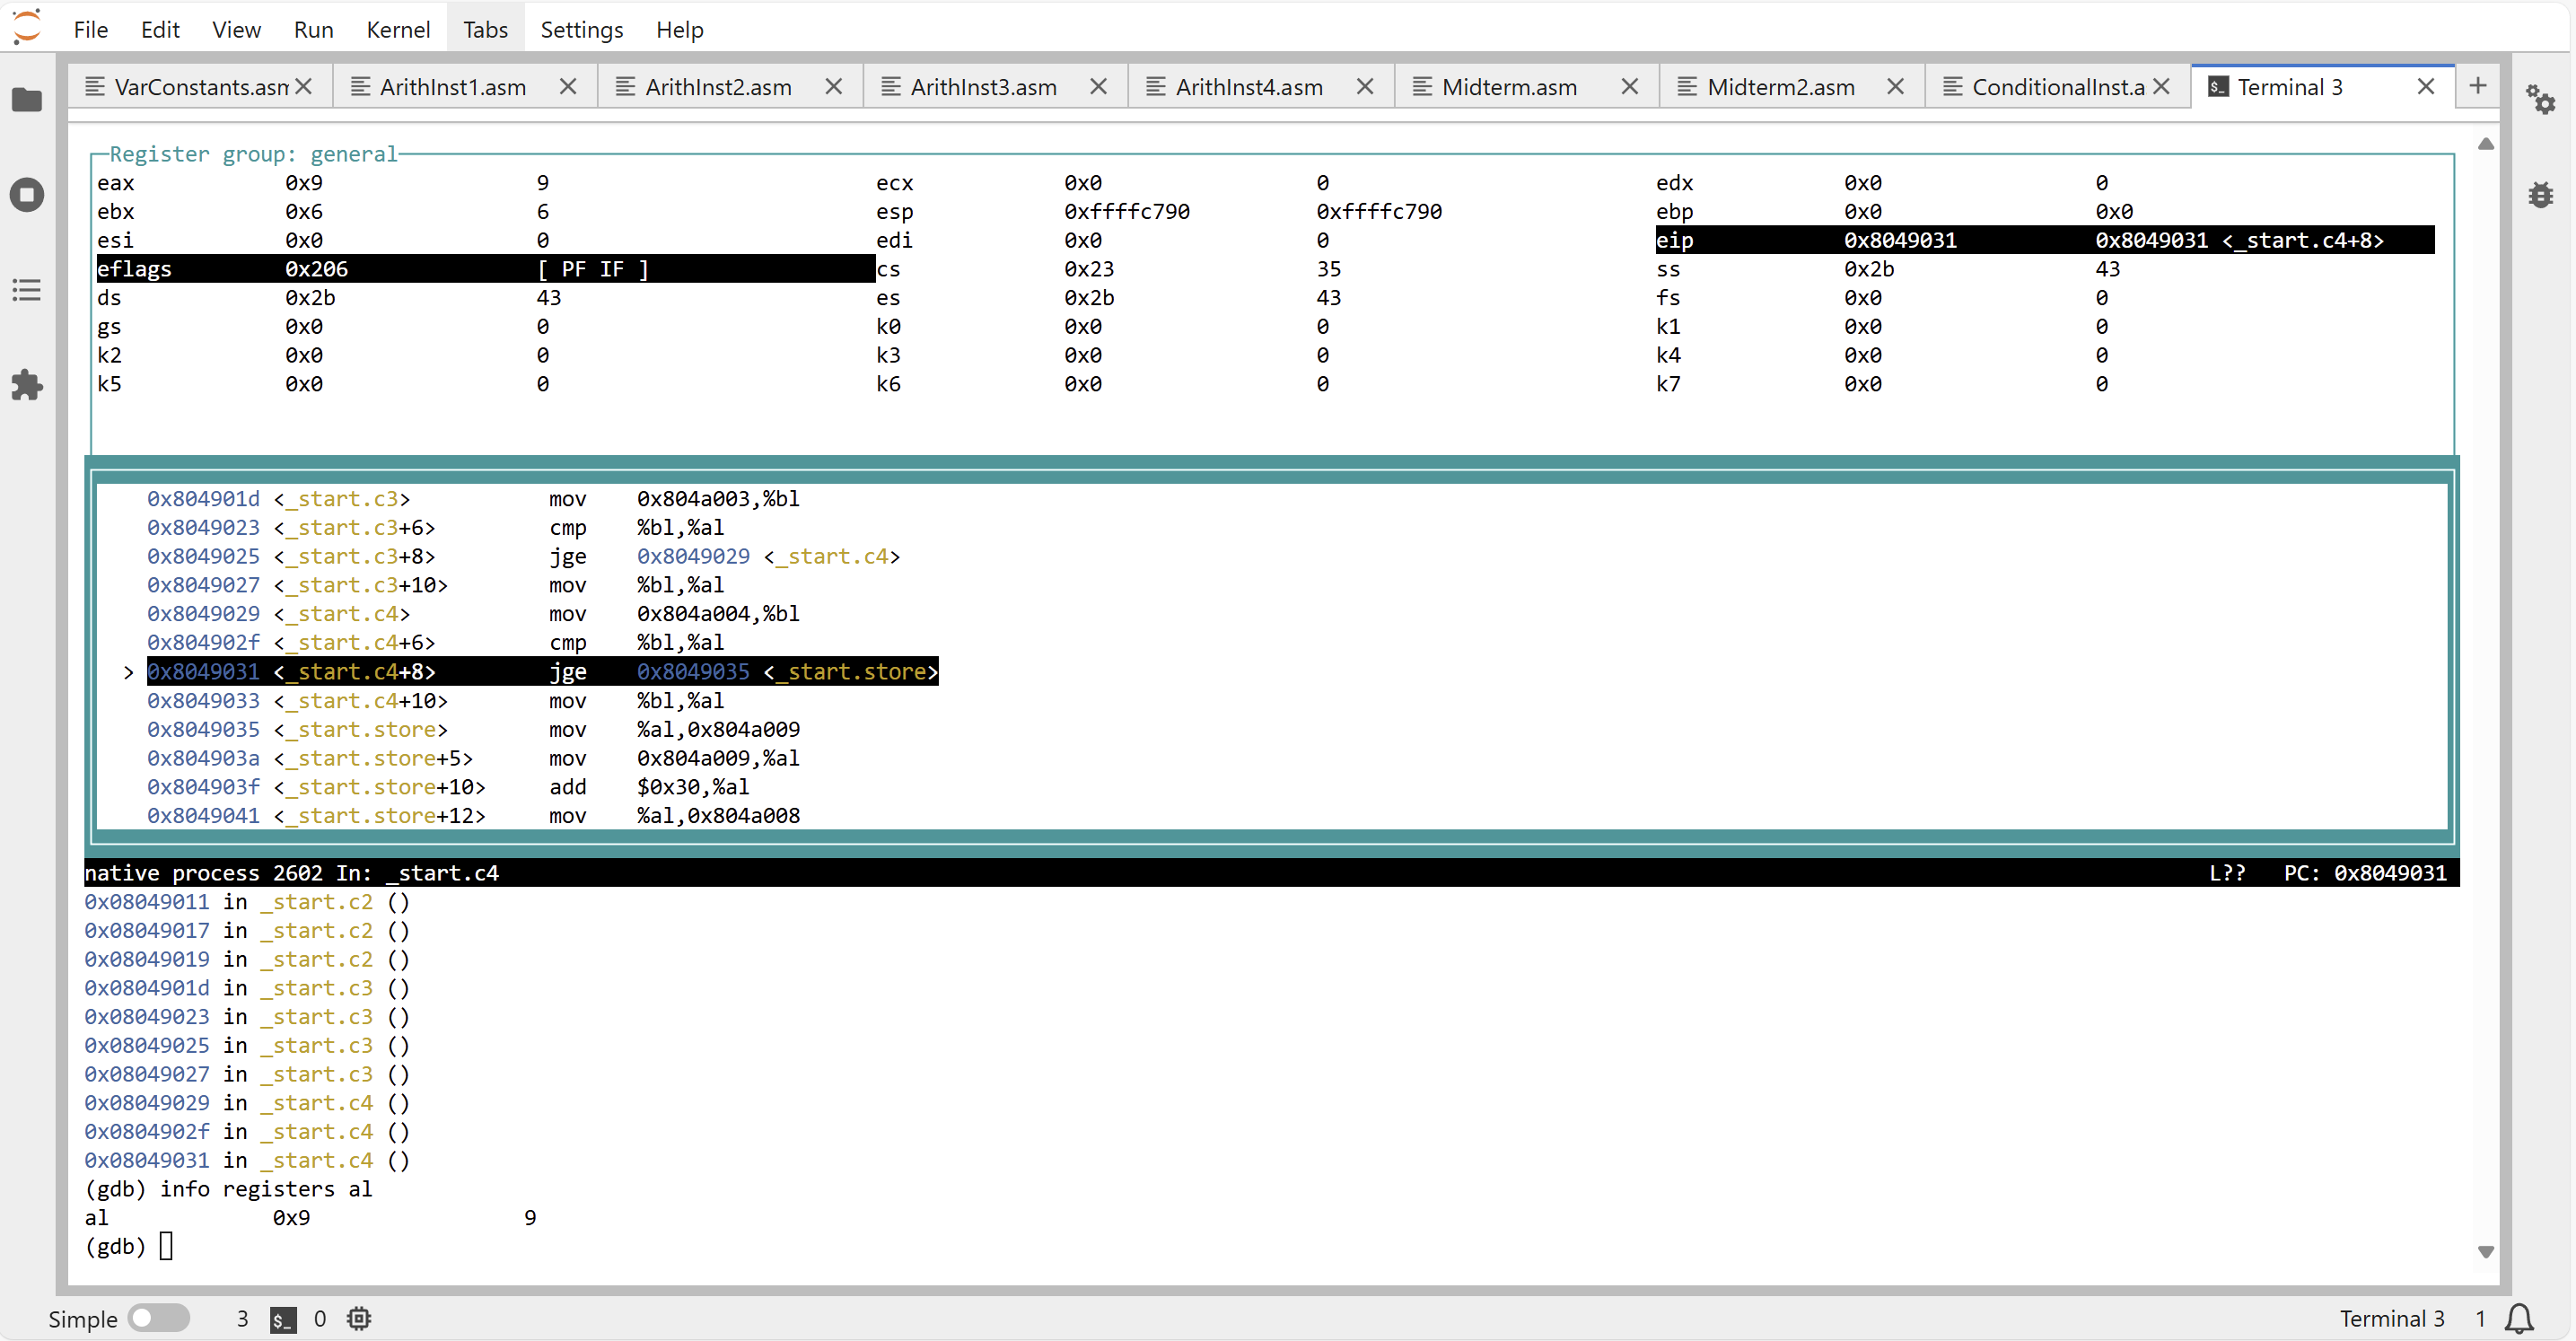 File Edit View Run Kernel Tabs Settings Help
VarConstants.asm ArithInst1.asm ArithInst2.asm ArithInst3.asm ArithInst4.asm Midterm.asm Midterm2.asm ConditionalInst.a Terminal 3
Register group: general
eax 0x9 9 ecx 0x0 0 edx 0x0 0
ebx 0x6 6 esp 0xffffc790 0xffffc790 ebp 0x0 0x0
esi 0x0 0 edi 0x0 0 eip 0x8049031 0x8049031 <_start.c4+8>
eflags 0x206 [ PF IF ] cs 0x23 35 ss 0x2b 43
ds 0x2b 43 es 0x2b 43 fs 0x0 0
gs 0x0 0 k0 0x0 0 k1 0x0 0
k2 0x0 0 k3 0x0 0 k4 0x0 0
k5 0x0 0 k6 0x0 0 k7 0x0 0
0x804901d <_start.c3> mov 0x804a003,%bl
0x8049023 <_start.c3+6> cmp %bl,%al
0x8049025 <_start.c3+8> jge 0x8049029 <_start.c4>
0x8049027 <_start.c3+10> mov %bl,%al
0x8049029 <_start.c4> mov 0x804a004,%bl
0x804902f <_start.c4+6> cmp %bl,%al
> 0x8049031 <_start.c4+8> jge 0x8049035 <_start.store>
0x8049033 <_start.c4+10> mov %bl,%al
0x8049035 <_start.store> mov %al,0x804a009
0x804903a <_start.store+5> mov 0x804a009,%al
0x804903f <_start.store+10> add $0x30,%al
0x8049041 <_start.store+12> mov %al,0x804a008
native process 2602 In: _start.c4 L?? PC: 0x8049031
0x08049011 in _start.c2 ()
0x08049017 in _start.c2 ()
0x08049019 in _start.c2 ()
0x0804901d in _start.c3 ()
0x08049023 in _start.c3 ()
0x08049025 in _start.c3 ()
0x08049027 in _start.c3 ()
0x08049029 in _start.c4 ()
0x0804902f in _start.c4 ()
0x08049031 in _start.c4 ()
(gdb) info registers al
al 0x9 9
(gdb)
Simple 3 $_ 0 Terminal 3 1